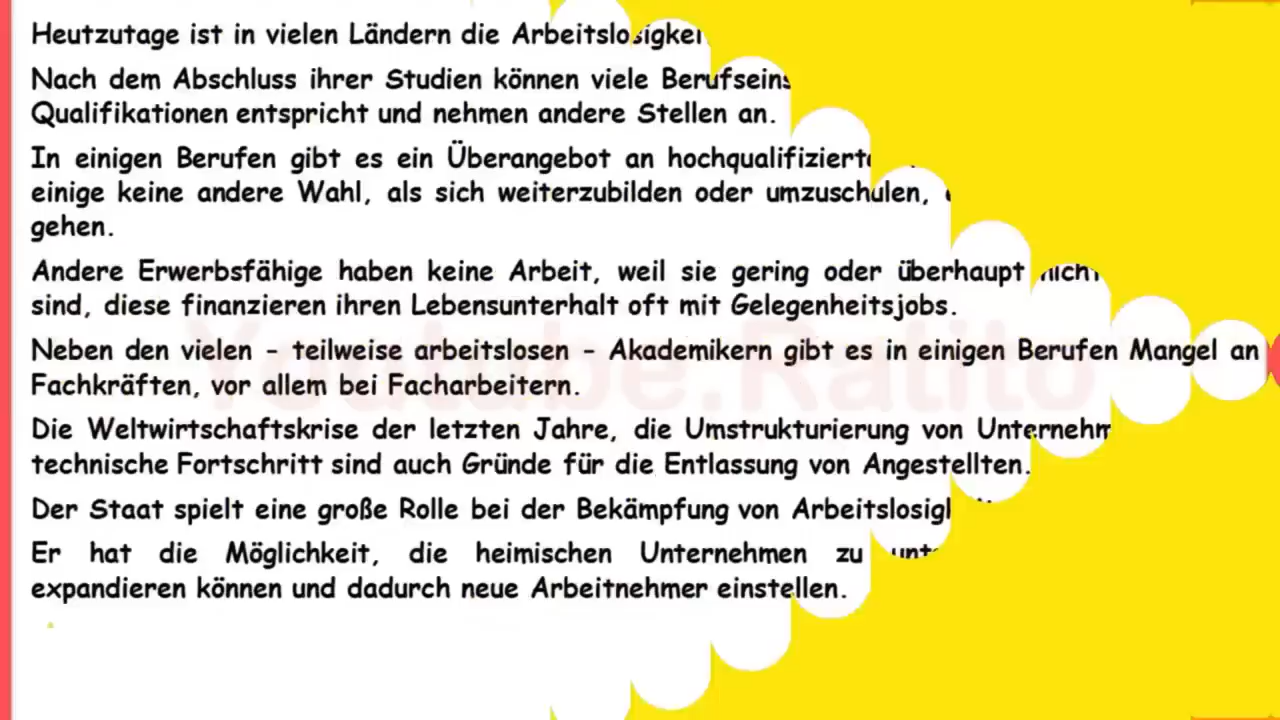 Heutzutage ist in vielen Ländern die
Nach dem Abschluss ihrer Studien können viele
Qualifikationen entspricht und nehmen andere Stellen an.
In einigen Berufen gibt es ein Überangebot an
einige keine andere Wahl, als sich weiterzubilden oder umzuschulen,
gehen.
Andere Erwerbsfähige haben keine Arbeit, weil sie gering oder überhaupt
sind, diese finanzieren ihren Lebensunterhalt oft mit Gelegenheitsjobs.
Neben den vielen - teilweise arbeitslosen - Akademikern gibt es in einigen Berufen Mangel an
Fachkräften, vor allem bei Facharbeitern.
Youtube.Ratito
Die Weltwirtschaftskrise der letzten Jahre, die Umstrukturierung von
technische Fortschritt sind auch Gründe für die Entlassung von Angestellten.
Der Staat spielt eine große Rolle bei der Bekämpfung von
Er hat die Möglichkeit, die heimischen Unternehmen zu
expandieren können und dadurch neue Arbeitnehmer einstellen.